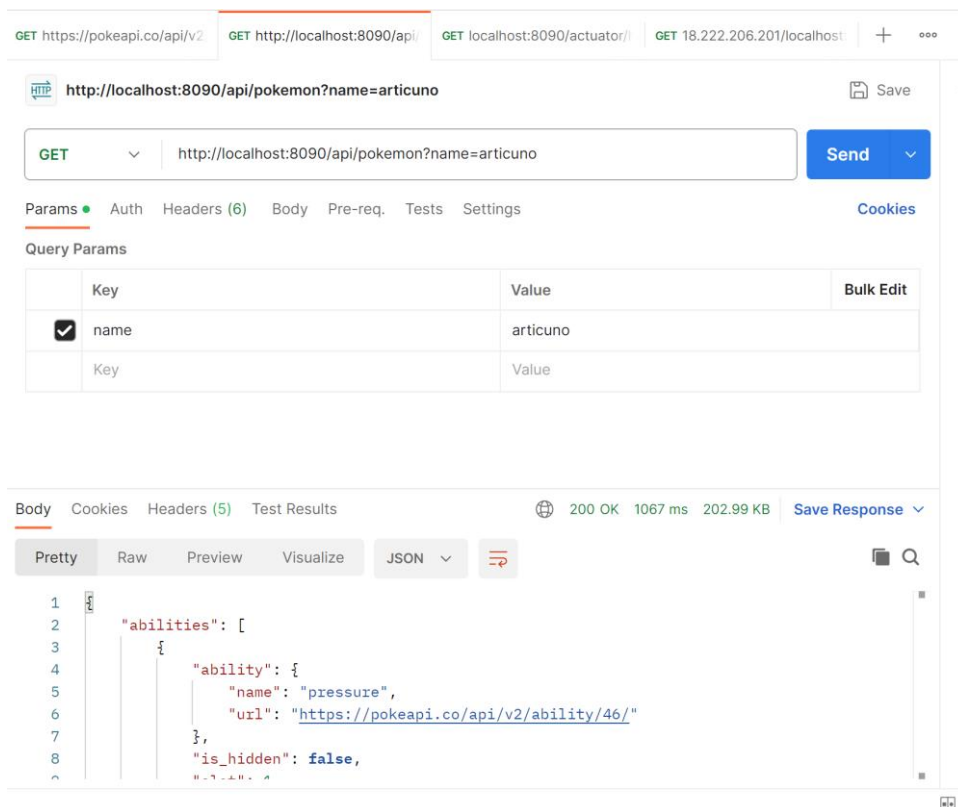 GET https://pokeapi.co/api/v2 GET http://localhost:8090/api/ GET localhost:8090/actuator/ GET 18.222.206.201/localhost:
HTTP http://localhost:8090/api/pokemon?name=articuno Save
GET http://localhost:8090/api/pokemon?name=articuno Send
Params Auth Headers (6) Body Pre-req. Tests Settings Cookies
Query Params
Key Value Bulk Edit
name articuno
Key Value
Body Cookies Headers (5) Test Results 200 OK 1067 ms 202.99 KB Save Response
Pretty Raw Preview Visualize JSON
1 {
2 "abilities": [
3 {
4 "ability": {
5 "name": "pressure",
6 "url": "https://pokeapi.co/api/v2/ability/46/"
7 },
8 "is_hidden": false,